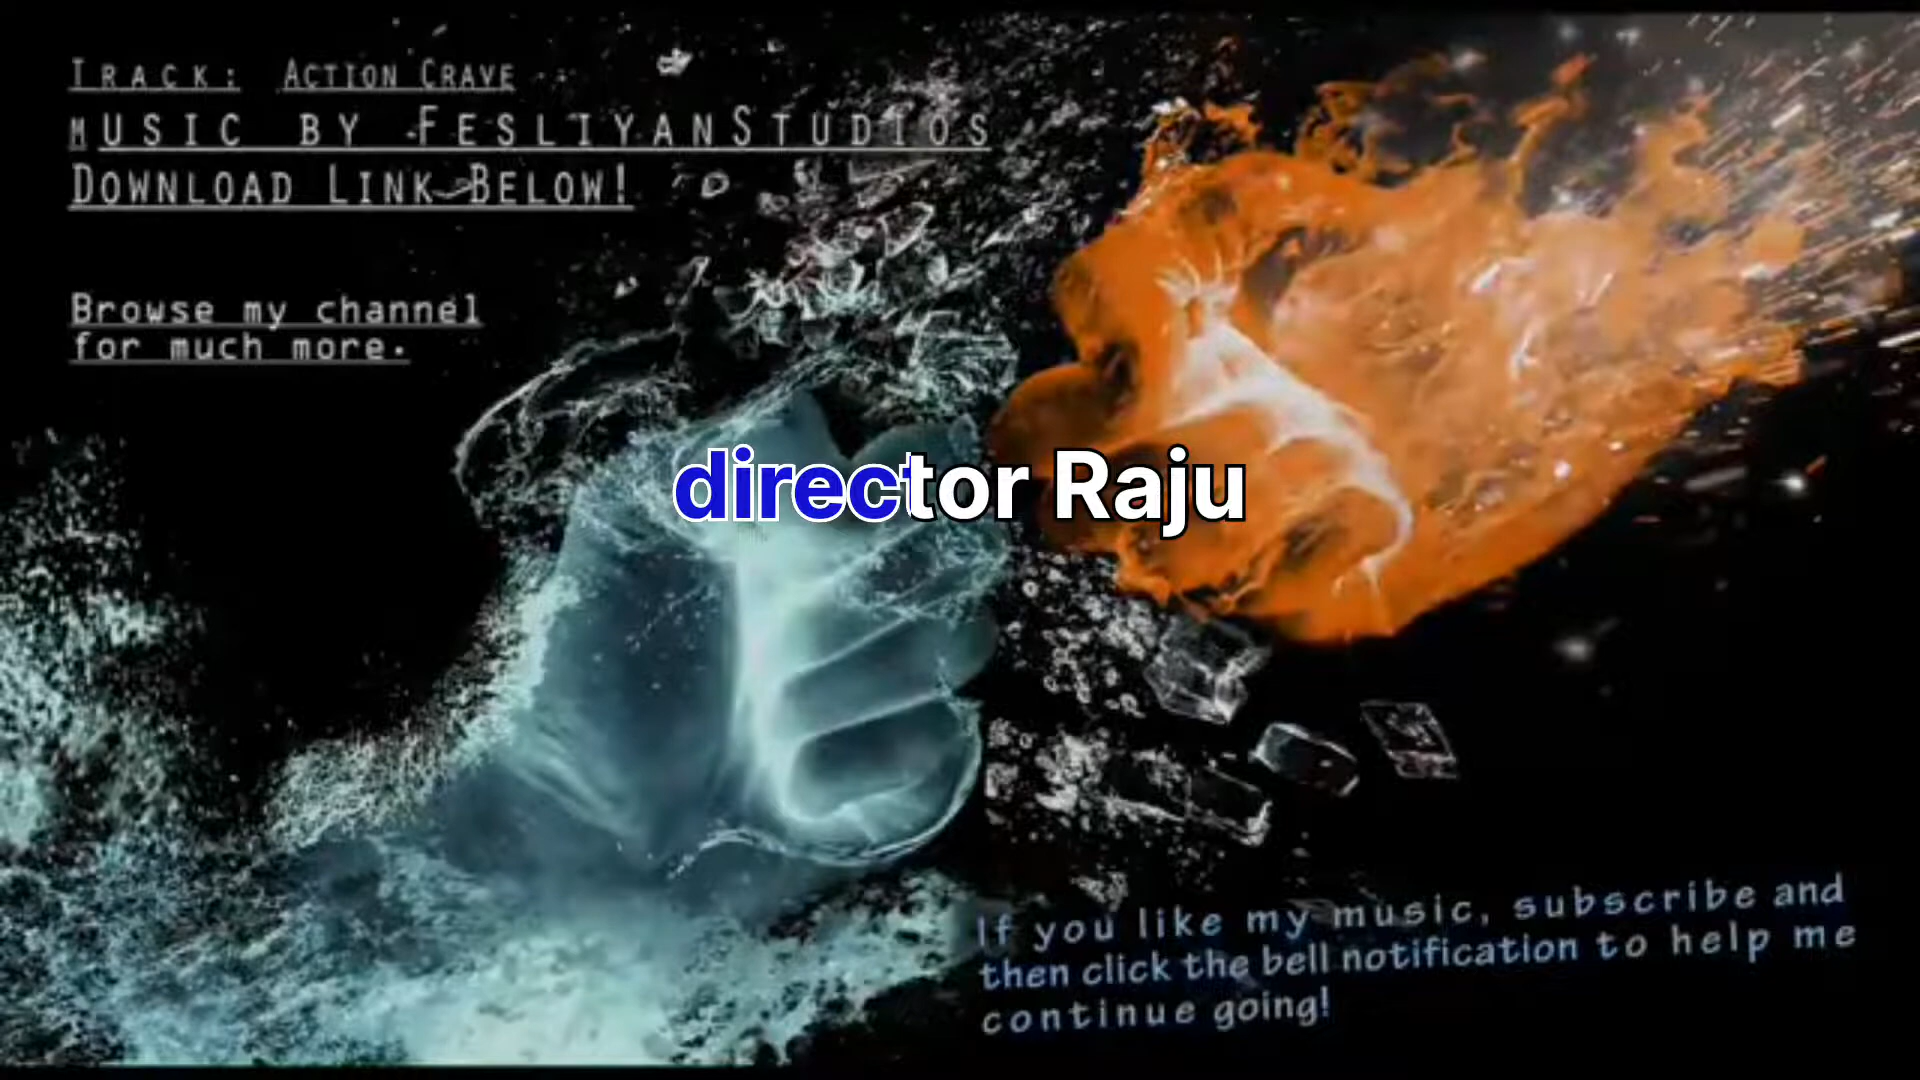 Track: Action Crave
music by FesliyanStudios
Download Link Below!
Browse my channel
for much more.
director Raju
If you like my music, subscribe and
then click the bell notification to help me
continue going!